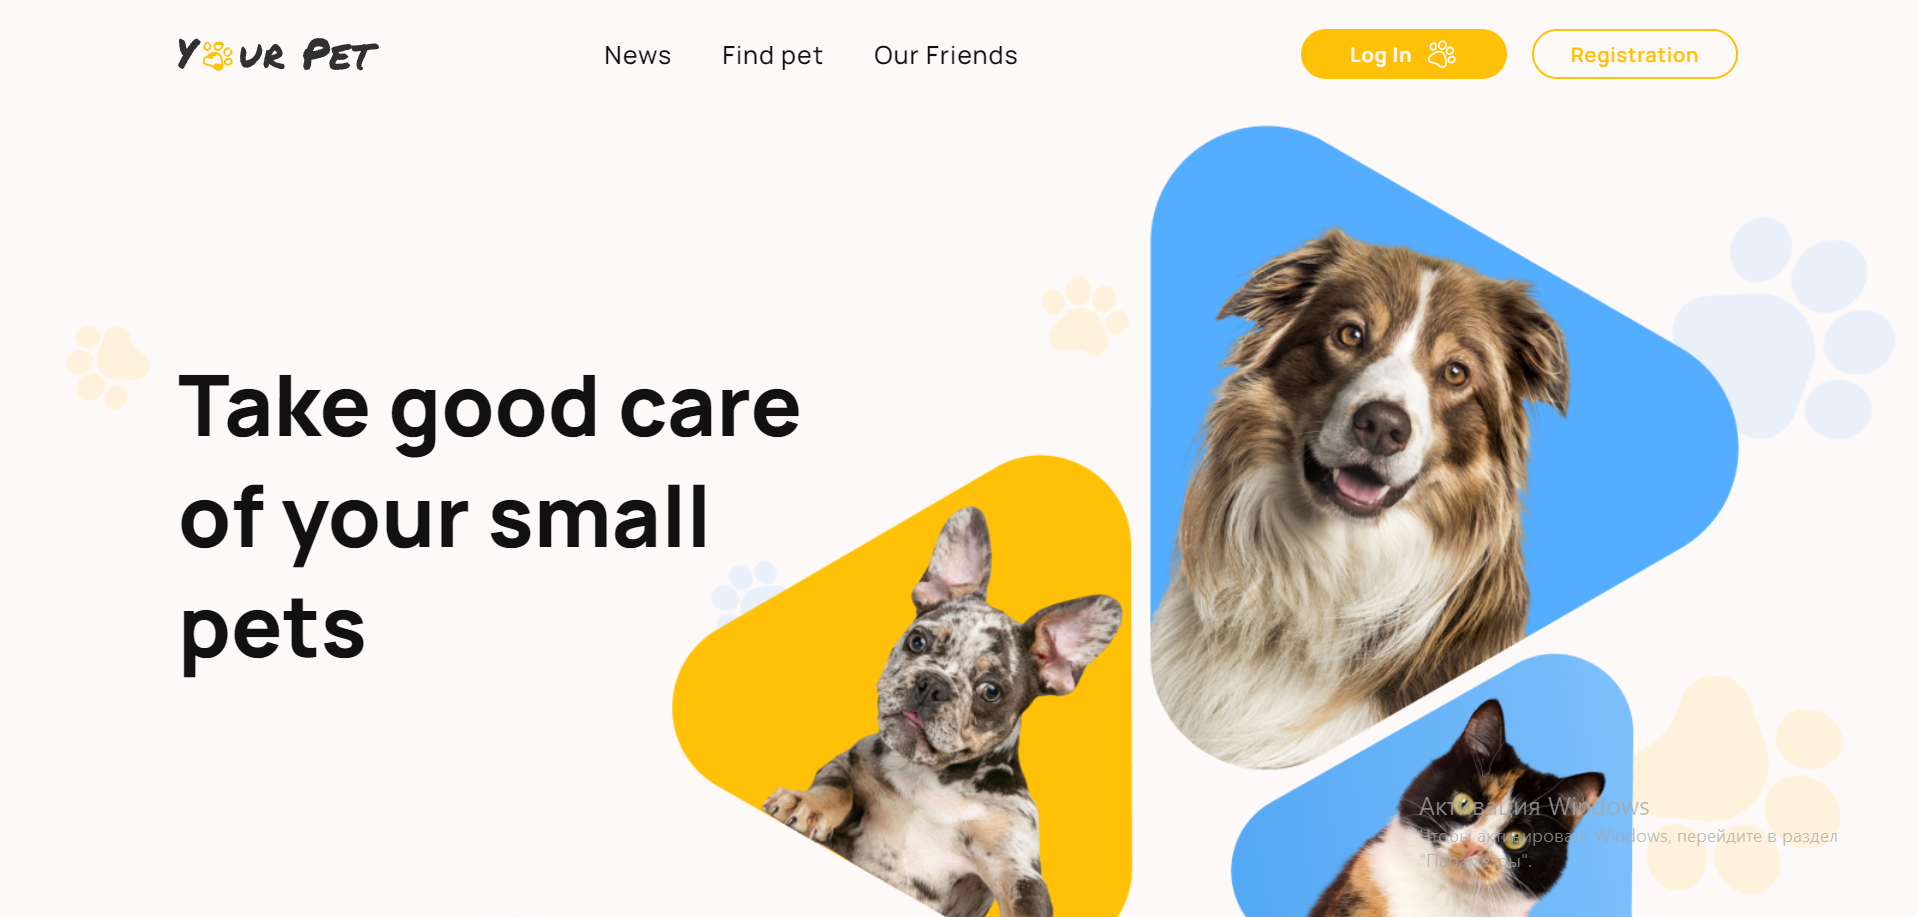 Your Pet
News
Find pet
Our Friends
Log In
Registration
Take good care
of your small
pets
Активация Windows
Чтобы активировать Windows, перейдите в раздел
"Параметры".